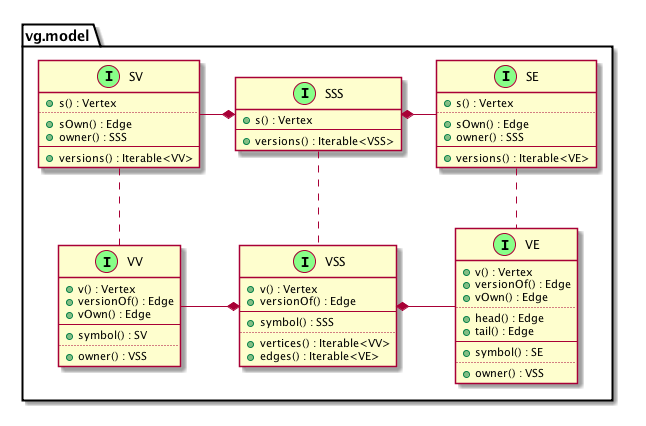 vg.model
I SV
s() : Vertex
sOwn() : Edge
owner() : SSS
versions() : Iterable<VV>
I SSS
s() : Vertex
versions() : Iterable<VSS>
I SE
s() : Vertex
sOwn() : Edge
owner() : SSS
versions() : Iterable<VE>
I VV
v() : Vertex
versionOf() : Edge
vOwn() : Edge
symbol() : SV
owner() : VSS
I VSS
v() : Vertex
versionOf() : Edge
symbol() : SSS
vertices() : Iterable<VV>
edges() : Iterable<VE>
I VE
v() : Vertex
versionOf() : Edge
vOwn() : Edge
head() : Edge
tail() : Edge
symbol() : SE
owner() : VSS